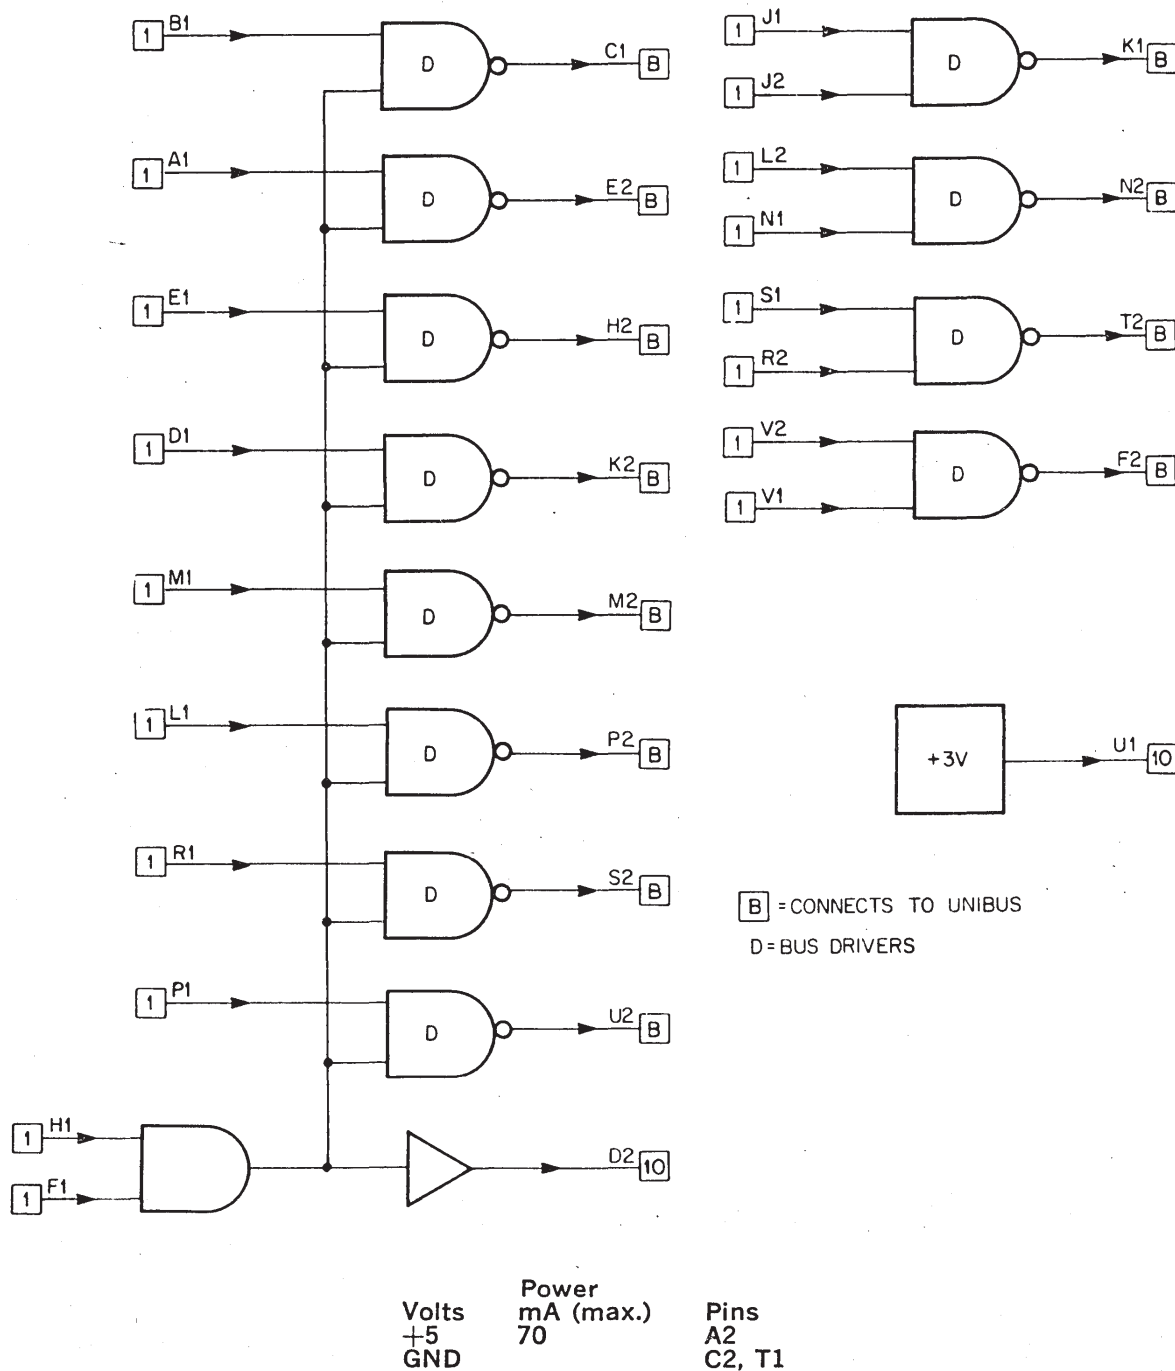 1 B1 D C1 B
1 A1 D E2 B
1 E1 D H2 B
1 D1 D K2 B
1 M1 D M2 B
1 L1 D P2 B
1 R1 D S2 B
1 P1 D U2 B
1 H1
1 F1
D2 10
1 J1
1 J2
D K1 B
1 L2
1 N1
D N2 B
1 S1
1 R2
D T2 B
1 V2
1 V1
D F2 B
+3V U1 10
B = CONNECTS TO UNIBUS
D = BUS DRIVERS
Power
Volts mA (max.) Pins
+5 70 A2
GND C2, T1